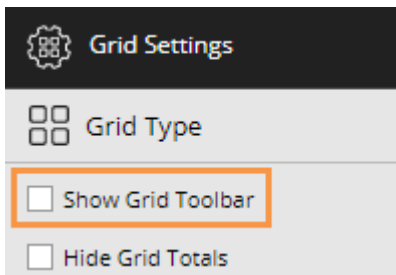 Grid Settings
Grid Type
Show Grid Toolbar
Hide Grid Totals